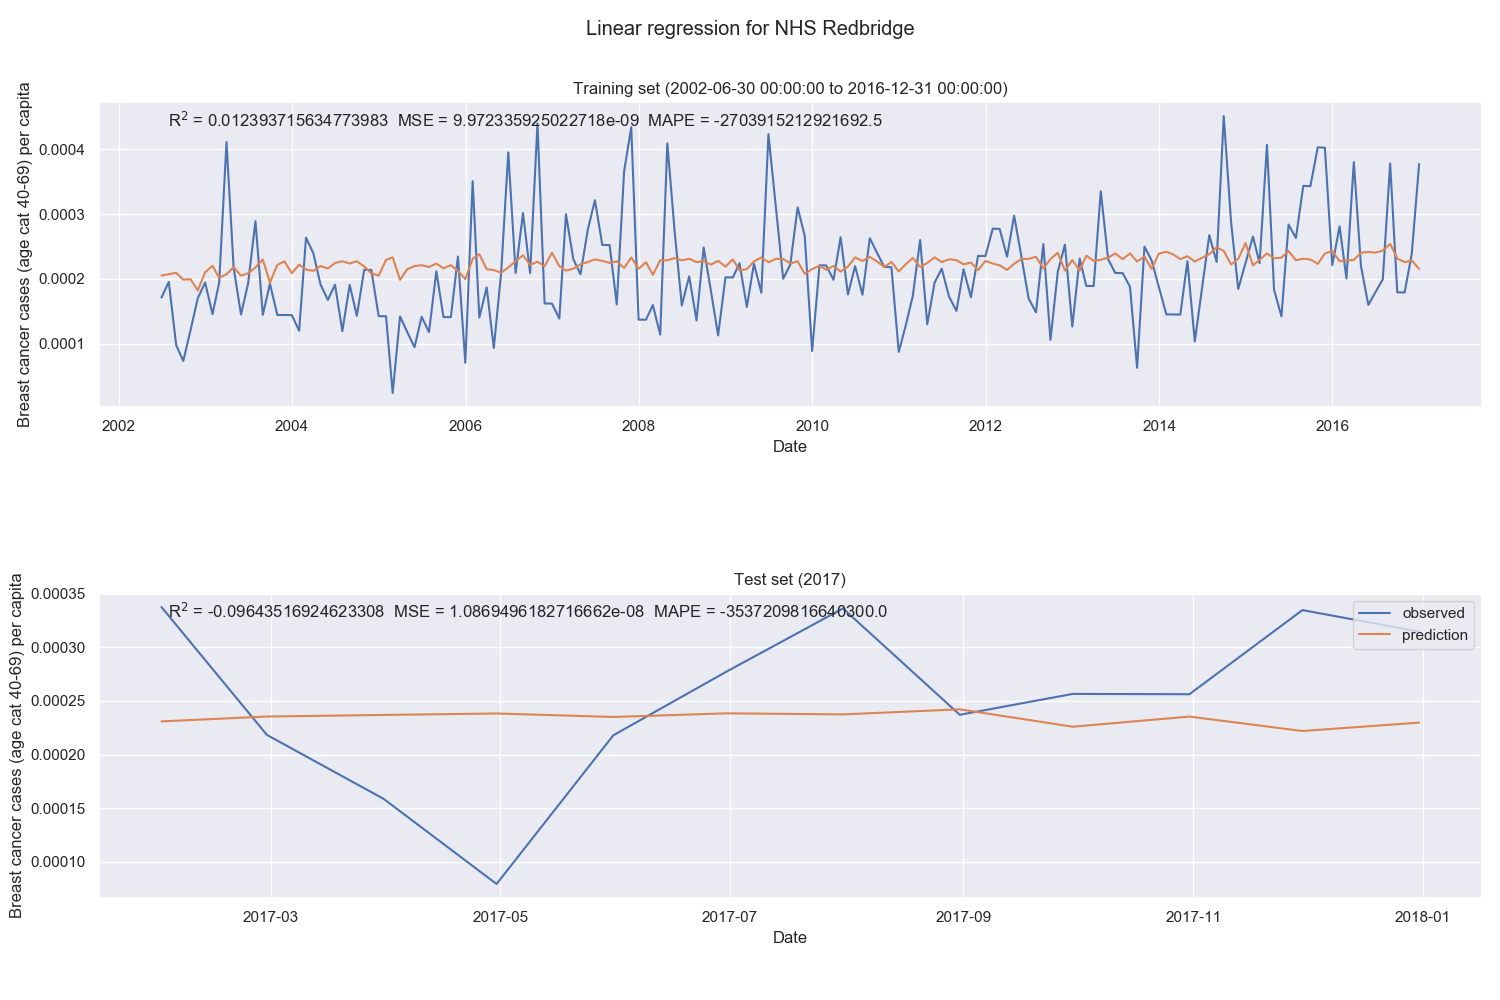 Linear regression for NHS Redbridge
Training set (2002-06-30 00:00:00 to 2016-12-31 00:00:00)
R² = 0.012393715634773983 MSE = 9.972335925022718e-09 MAPE = -2703915212921692.5
Breast cancer cases (age cat 40-69) per capita
0.0004
0.0003
0.0002
0.0001
2002 2004 2006 2008 2010 2012 2014 2016
Date
Test set (2017)
R² = -0.09643516924623308 MSE = 1.0869496182716662e-08 MAPE = -3537209816640300.0
observed
prediction
Breast cancer cases (age cat 40-69) per capita
0.00035
0.00030
0.00025
0.00020
0.00015
0.00010
2017-03 2017-05 2017-07 2017-09 2017-11 2018-01
Date